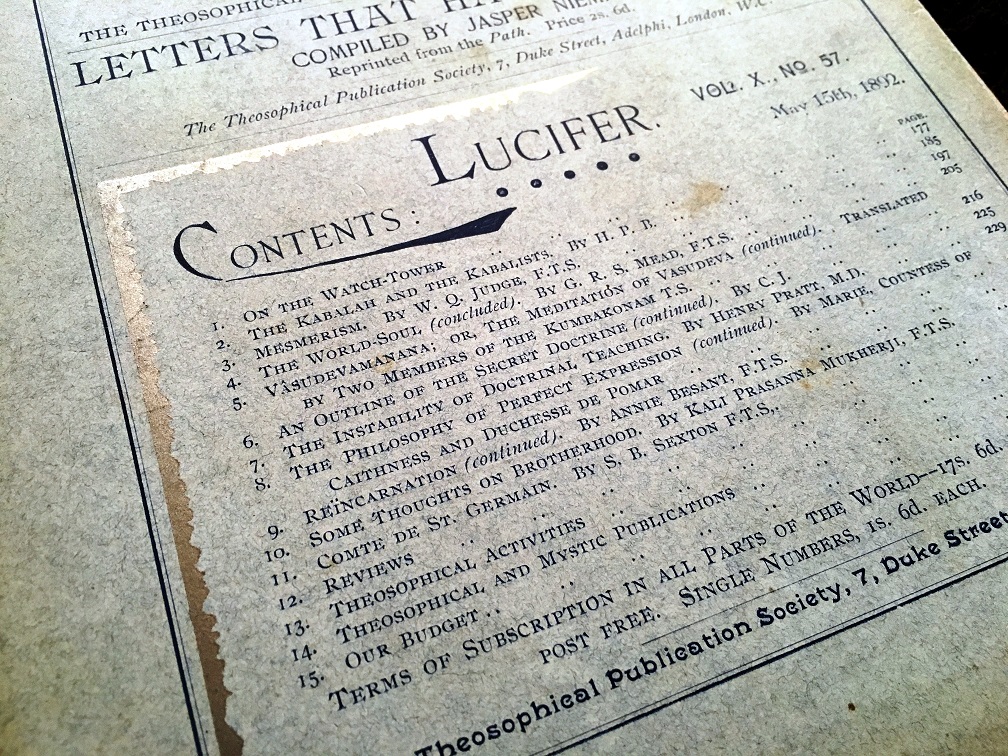 THE THEOSOPHICAL
LETTERS THAT
COMPILED BY JASPER
Reprinted from the Path. Price 2s. 6d.
The Theosophical Publication Society, 7, Duke Street, Adelphi, London, W.C.
LUCIFER.
VOL. X., NO. 57.
May 15th, 1892.
CONTENTS:
PAGE.
1. ON THE WATCH-TOWER .. 177
2. THE KABALAH AND THE KABALISTS. BY H. P. B. .. 185
3. MESMERISM. BY W. Q. JUDGE, F.T.S. .. 197
4. THE WORLD-SOUL (concluded). BY G. R. S. MEAD, F.T.S. .. 205
5. VÂSUDEVAMANANA; OR, THE MEDITATION OF VASUDEVA (continued). TRANSLATED
BY TWO MEMBERS OF THE KUMBAKONAM T.S. .. 216
6. AN OUTLINE OF THE SECRET DOCTRINE (continued). BY C. J. .. 225
7. THE INSTABILITY OF DOCTRINAL TEACHING. BY HENRY PRATT, M.D. .. 229
8. THE PHILOSOPHY OF PERFECT EXPRESSION (continued). BY MARIE, COUNTESS OF
CAITHNESS AND DUCHESSE DE POMAR ..
9. REÏNCARNATION (continued). BY ANNIE BESANT, F.T.S. ..
10. SOME THOUGHTS ON BROTHERHOOD. BY KALI PRASANNA MUKHERJI, F.T.S.
11. COMTE DE ST. GERMAIN. BY S. B. SEXTON F.T.S., ..
12. REVIEWS ..
13. THEOSOPHICAL ACTIVITIES ..
14. THEOSOPHICAL AND MYSTIC PUBLICATIONS ..
15. OUR BUDGET ..
TERMS OF SUBSCRIPTION IN ALL PARTS OF THE WORLD—17s. 6d.
POST FREE. SINGLE NUMBERS, 1s. 6d. EACH.
Theosophical Publication Society, 7, Duke Street